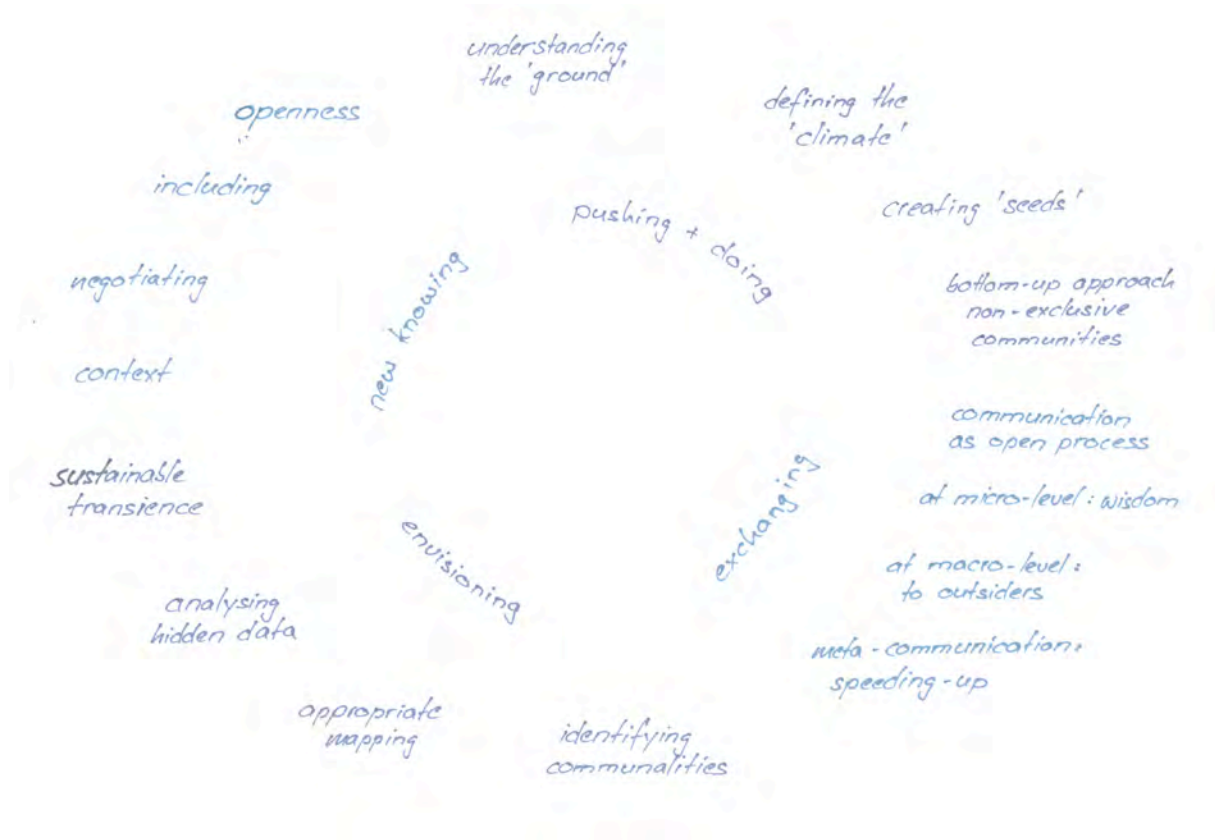 understanding
the 'ground'
defining the
'climate'
creating 'seeds'
bottom-up approach
non-exclusive
communities
communication
as open process
at micro-level: wisdom
at macro-level:
to outsiders
meta-communication:
speeding-up
identifying
communalities
appropriate
mapping
analysing
hidden data
sustainable
transience
context
negotiating
including
openness
pushing + doing
exchanging
envisioning
new knowing